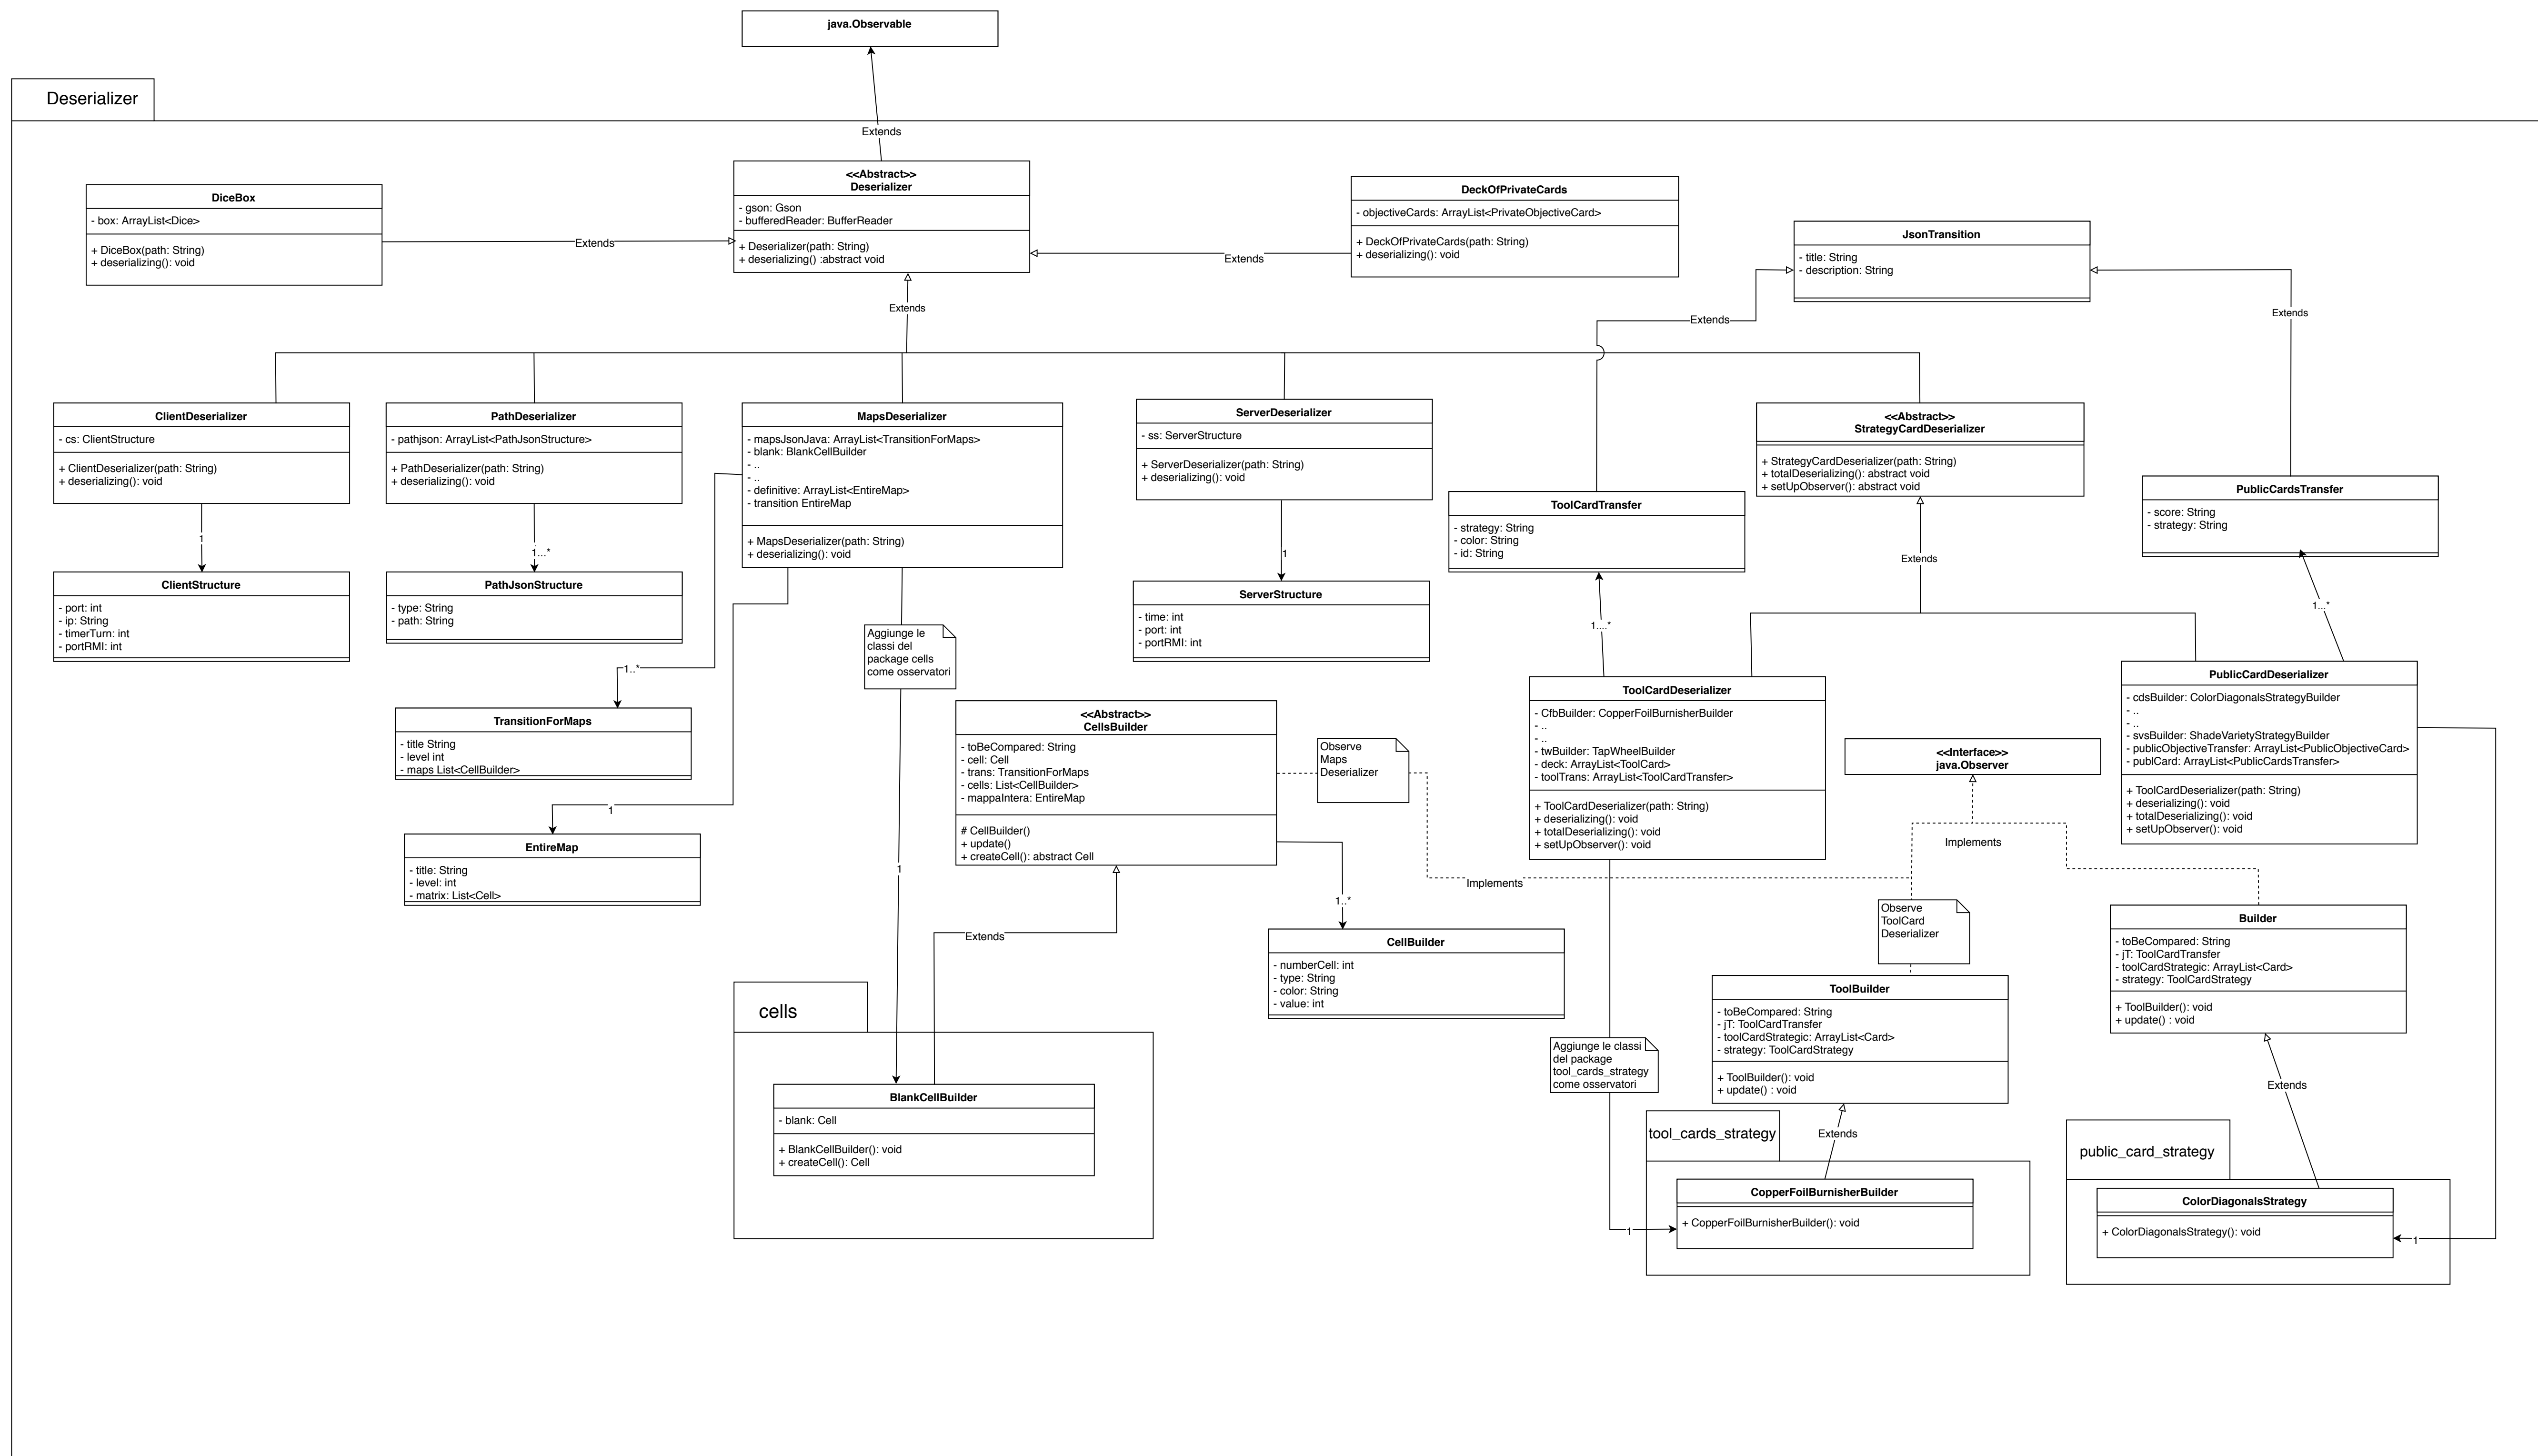 java.Observable
Deserializer
Extends
<<Abstract>>
Deserializer
- gson: Gson
- bufferedReader: BufferReader
+ Deserializer(path: String)
+ deserializing() :abstract void
DiceBox
- box: ArrayList<Dice>
+ DiceBox(path: String)
+ deserializing(): void
Extends
DeckOfPrivateCards
- objectiveCards: ArrayList<PrivateObjectiveCard>
+ DeckOfPrivateCards(path: String)
+ deserializing(): void
Extends
JsonTransition
- title: String
- description: String
Extends
Extends
Extends
ClientDeserializer
- cs: ClientStructure
+ ClientDeserializer(path: String)
+ deserializing(): void
PathDeserializer
- pathjson: ArrayList<PathJsonStructure>
+ PathDeserializer(path: String)
+ deserializing(): void
MapsDeserializer
- mapsJsonJava: ArrayList<TransitionForMaps>
- blank: BlankCellBuilder
- ..
- ..
- definitive: ArrayList<EntireMap>
- transition EntireMap
+ MapsDeserializer(path: String)
+ deserializing(): void
ServerDeserializer
- ss: ServerStructure
+ ServerDeserializer(path: String)
+ deserializing(): void
<<Abstract>>
StrategyCardDeserializer
+ StrategyCardDeserializer(path: String)
+ totalDeserializing(): abstract void
+ setUpObserver(): abstract void
ToolCardTransfer
- strategy: String
- color: String
- id: String
PublicCardsTransfer
- score: String
- strategy: String
1
1...*
1
Extends
1....*
1...*
ClientStructure
- port: int
- ip: String
- timerTurn: int
- portRMI: int
PathJsonStructure
- type: String
- path: String
ServerStructure
- time: int
- port: int
- portRMI: int
Aggiunge le
classi del
package cells
come osservatori
1..*
TransitionForMaps
- title String
- level int
- maps List<CellBuilder>
1
EntireMap
- title: String
- level: int
- matrix: List<Cell>
<<Abstract>>
CellsBuilder
- toBeCompared: String
- cell: Cell
- trans: TransitionForMaps
- cells: List<CellBuilder>
- mappaIntera: EntireMap
# CellBuilder()
+ update()
+ createCell(): abstract Cell
Observe
Maps
Deserializer
ToolCardDeserializer
- CfbBuilder: CopperFoilBurnisherBuilder
- ..
- ..
- twBuilder: TapWheelBuilder
- deck: ArrayList<ToolCard>
- toolTrans: ArrayList<ToolCardTransfer>
+ ToolCardDeserializer(path: String)
+ deserializing(): void
+ totalDeserializing(): void
+ setUpObserver(): void
<<Interface>>
java.Observer
PublicCardDeserializer
- cdsBuilder: ColorDiagonalsStrategyBuilder
- ..
- ..
- svsBuilder: ShadeVarietyStrategyBuilder
- publicObjectiveTransfer: ArrayList<PublicObjectiveCard>
- publCard: ArrayList<PublicCardsTransfer>
+ ToolCardDeserializer(path: String)
+ deserializing(): void
+ totalDeserializing(): void
+ setUpObserver(): void
1
Implements
Implements
1..*
Extends
CellBuilder
- numberCell: int
- type: String
- color: String
- value: int
Observe
ToolCard
Deserializer
Builder
- toBeCompared: String
- jT: ToolCardTransfer
- toolCardStrategic: ArrayList<Card>
- strategy: ToolCardStrategy
+ ToolBuilder(): void
+ update() : void
ToolBuilder
- toBeCompared: String
- jT: ToolCardTransfer
- toolCardStrategic: ArrayList<Card>
- strategy: ToolCardStrategy
+ ToolBuilder(): void
+ update() : void
cells
BlankCellBuilder
- blank: Cell
+ BlankCellBuilder(): void
+ createCell(): Cell
Aggiunge le classi
del package
tool_cards_strategy
come osservatori
tool_cards_strategy
Extends
CopperFoilBurnisherBuilder
+ CopperFoilBurnisherBuilder(): void
1
Extends
public_card_strategy
ColorDiagonalsStrategy
+ ColorDiagonalsStrategy(): void
1